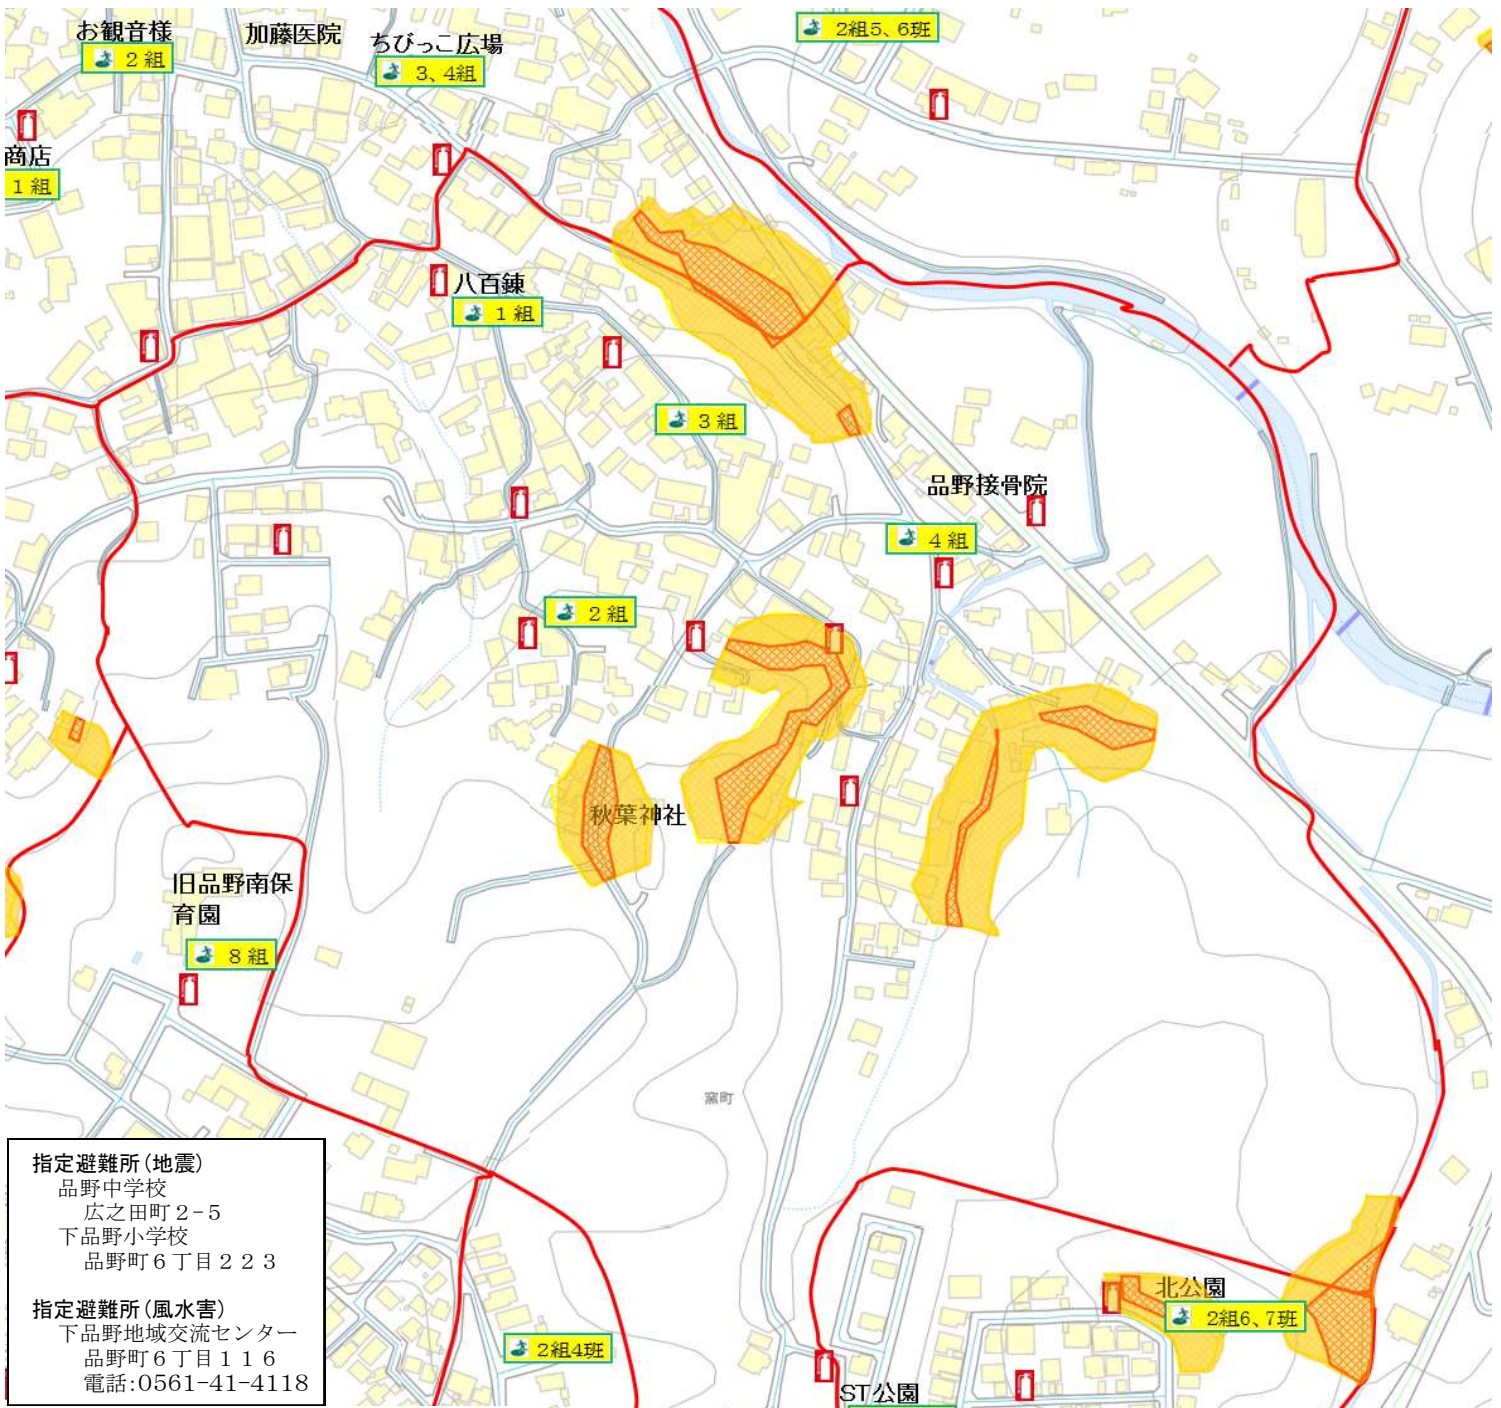 お観音様
２組
加藤医院
ちびっこ広場
3、4組
2組5、6班
商店
1 組
八百錬
1 組
3 組
品野接骨院
4 組
2 組
秋葉神社
旧品野南保
育園
8 組
窯町
指定避難所(地震)
品野中学校
広之田町２-５
下品野小学校
品野町６丁目２２３
指定避難所(風水害)
下品野地域交流センター
品野町６丁目１１６
電話:0561-41-4118
2組4班
北公園
2組6、7班
ST公園